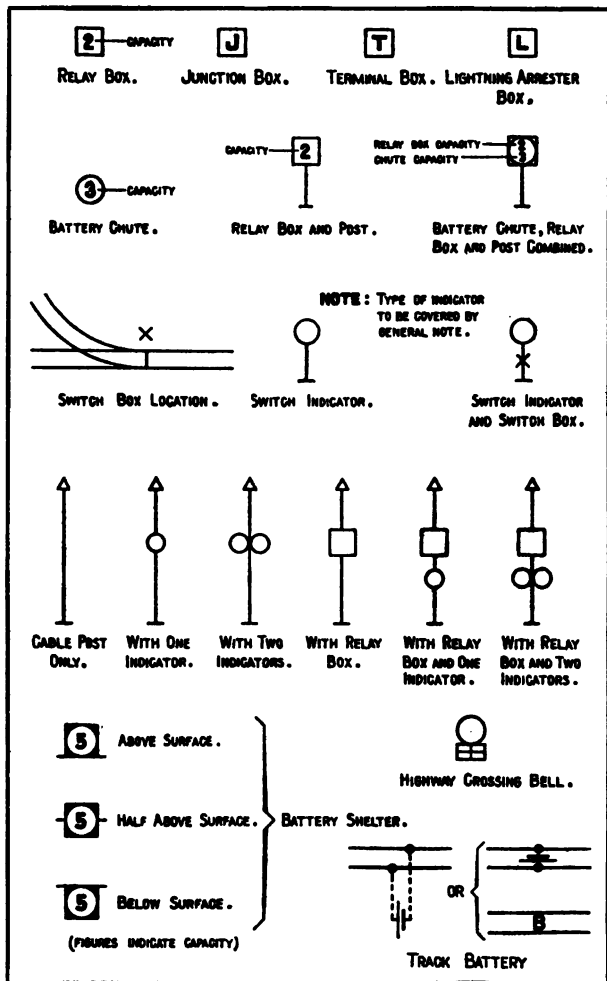 2 CAPACITY
J
T
L
RELAY BOX.
JUNCTION BOX.
TERMINAL BOX.
LIGHTNING ARRESTER
BOX.
3 CAPACITY
BATTERY CHUTE.
CAPACITY 2
RELAY BOX AND POST.
RELAY BOX CAPACITY 2
CHUTE CAPACITY 3
BATTERY CHUTE, RELAY
BOX AND POST COMBINED.
NOTE: TYPE OF INDICATOR
TO BE COVERED BY
GENERAL NOTE.
SWITCH BOX LOCATION.
SWITCH INDICATOR.
SWITCH INDICATOR
AND SWITCH BOX.
CABLE POST
ONLY.
WITH ONE
INDICATOR.
WITH TWO
INDICATORS.
WITH RELAY
BOX.
WITH RELAY
BOX AND ONE
INDICATOR.
WITH RELAY
BOX AND TWO
INDICATORS.
5 ABOVE SURFACE.
5 HALF ABOVE SURFACE.
5 BELOW SURFACE.
BATTERY SHELTER.
(FIGURES INDICATE CAPACITY)
HIGHWAY CROSSING BELL.
OR
B
TRACK BATTERY